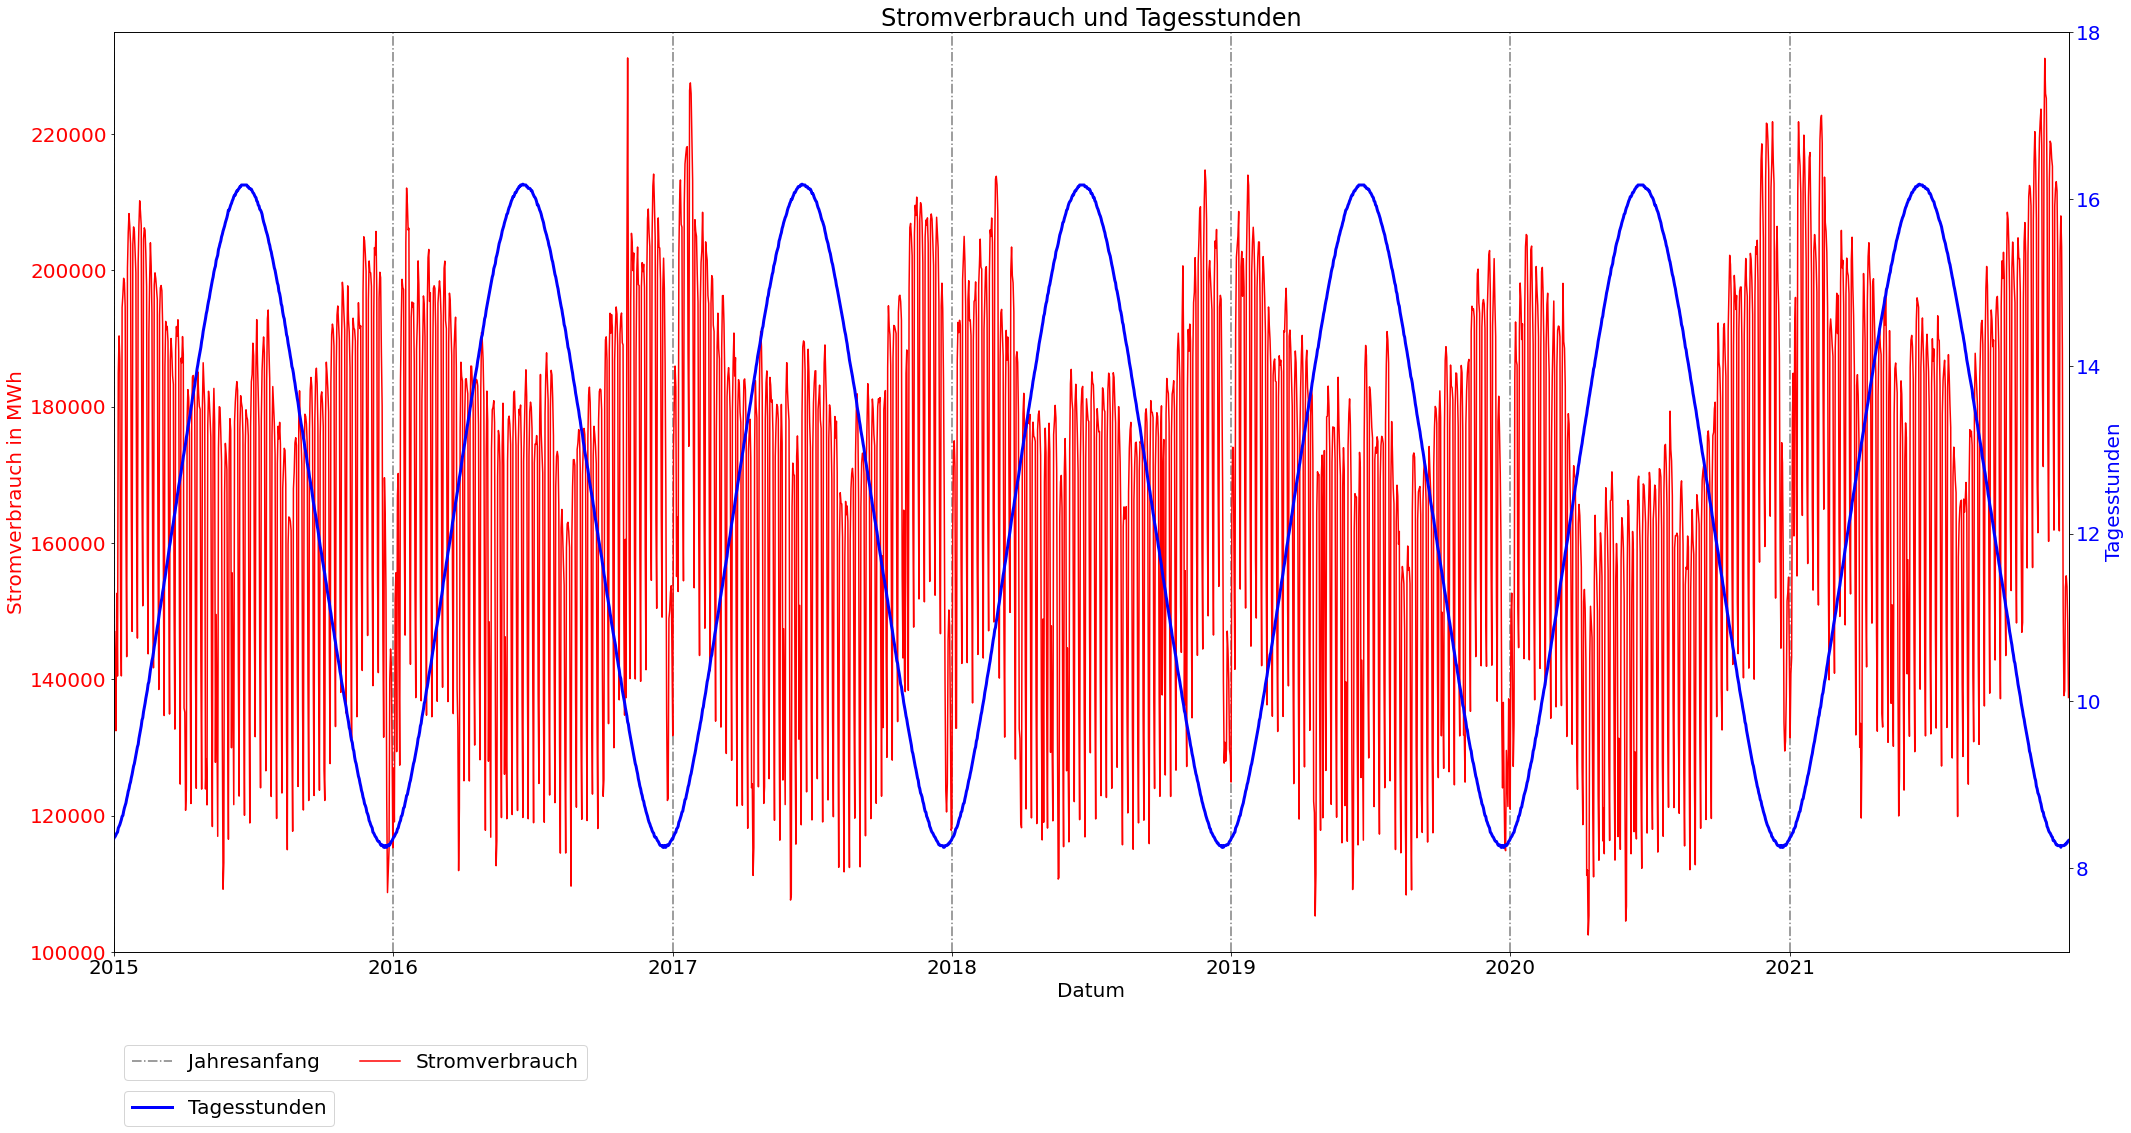 Stromverbrauch und Tagesstunden
Stromverbrauch in MWh
220000
200000
180000
160000
140000
120000
100000
18
16
14
12
10
8
Tagesstunden
2015 2016 2017 2018 2019 2020 2021
Datum
Jahresanfang Stromverbrauch
Tagesstunden